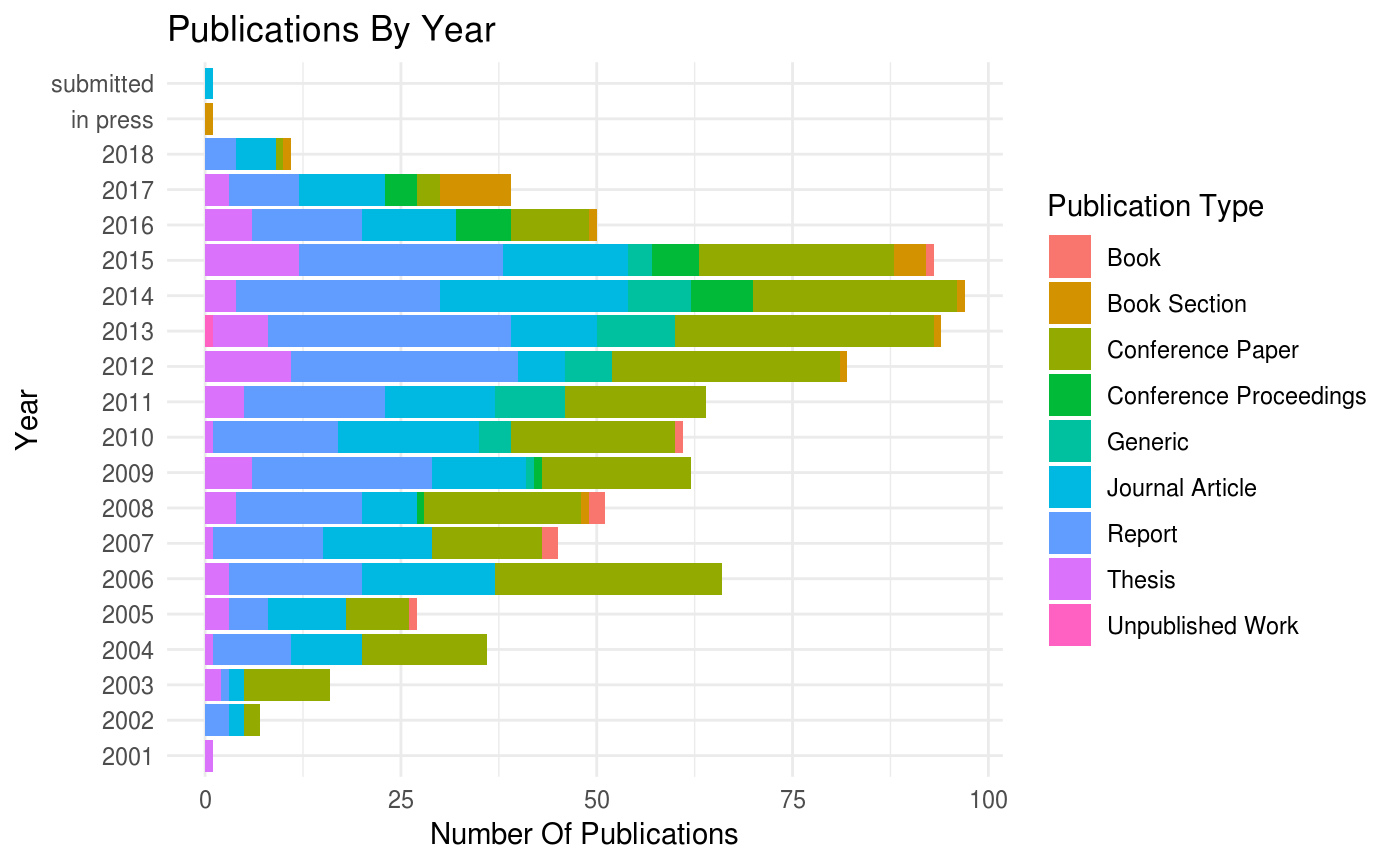 Publications By Year
submitted
in press
2018
2017
2016
2015
2014
2013
2012
2011
2010
2009
2008
2007
2006
2005
2004
2003
2002
2001
Year
0 25 50 75 100
Number Of Publications
Publication Type
Book
Book Section
Conference Paper
Conference Proceedings
Generic
Journal Article
Report
Thesis
Unpublished Work